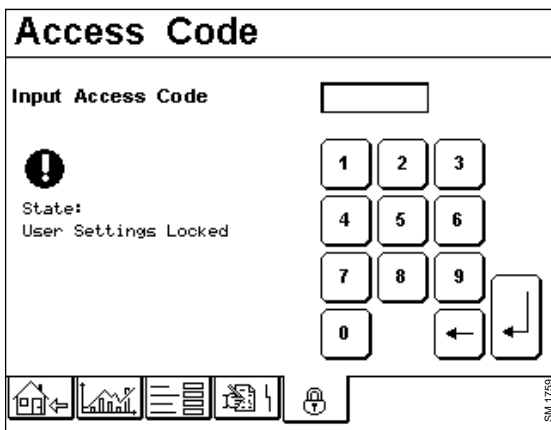 Access Code
Input Access Code
1 2 3
State:
User Settings Locked
4 5 6
7 8 9
0
SM 1759